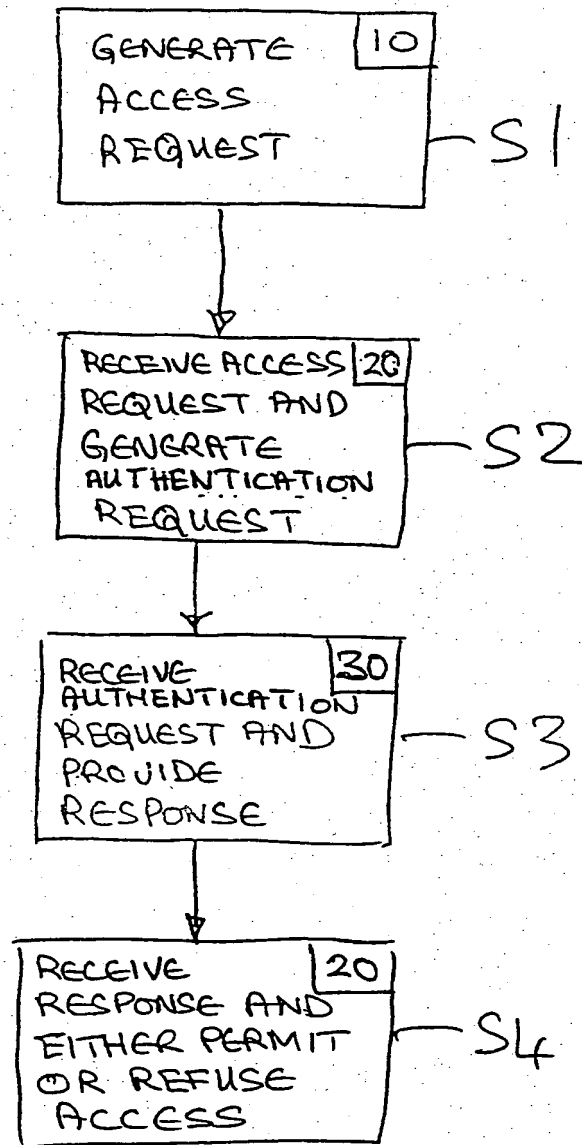 GENERATE 10
ACCESS
REQUEST
S1
RECEIVE ACCESS 20
REQUEST AND
GENERATE
AUTHENTICATION
REQUEST
S2
RECEIVE 30
AUTHENTICATION
REQUEST AND
PROVIDE
RESPONSE
S3
RECEIVE 20
RESPONSE AND
EITHER PERMIT
OR REFUSE
ACCESS
S4